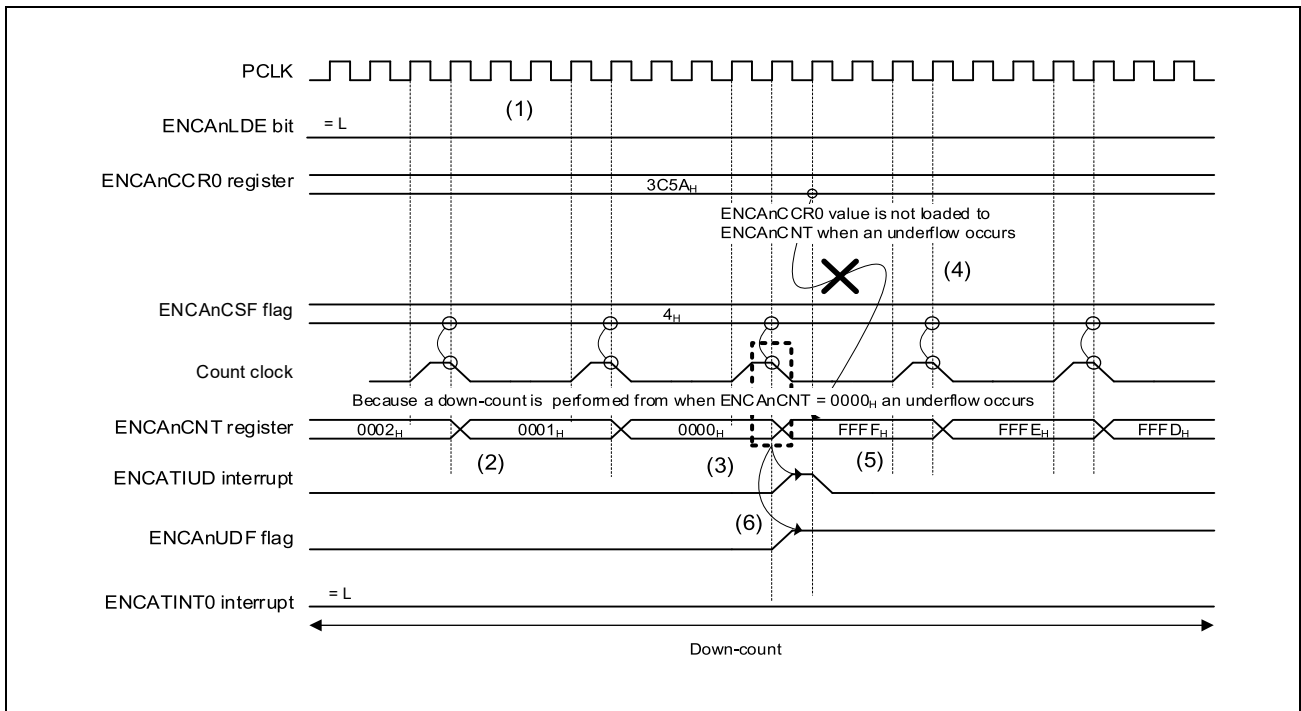 PCLK
(1)
ENCAnLDE bit = L
ENCAnCCR0 register 3C5AH
ENCAnCCR0 value is not loaded to
ENCAnCNT when an underflow occurs
(4)
ENCAnCSF flag 4H
Count clock
Because a down-count is performed from when ENCAnCNT = 0000H an underflow occurs
ENCAnCNT register 0002H 0001H 0000H FFFFH FFFEH FFFDH
(2) (3) (5)
ENCATIUD interrupt
(6)
ENCAnUDF flag
ENCATINT0 interrupt = L
Down-count